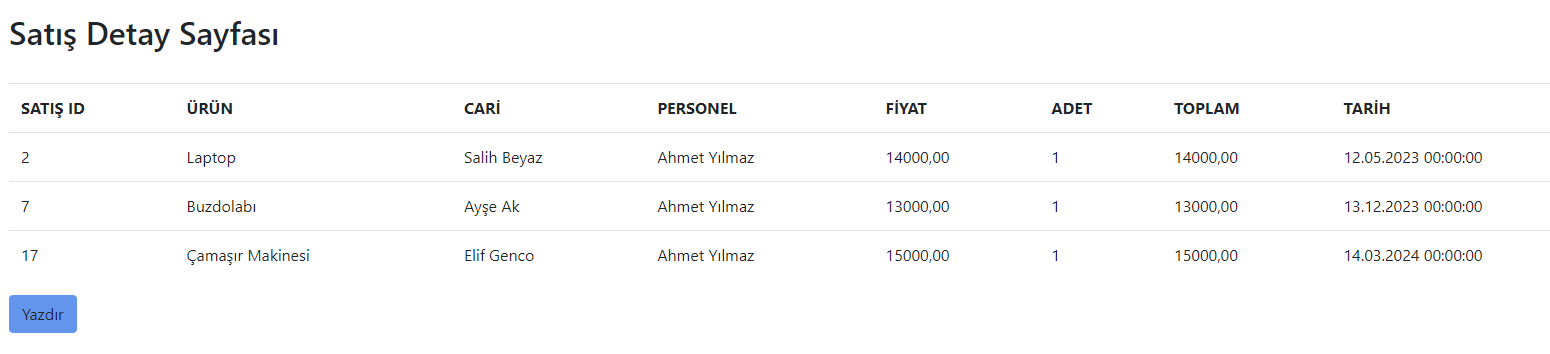 Satış Detay Sayfası
SATIŞ ID ÜRÜN CARİ PERSONEL FİYAT ADET TOPLAM TARİH
2 Laptop Salih Beyaz Ahmet Yılmaz 14000,00 1 14000,00 12.05.2023 00:00:00
7 Buzdolabı Ayşe Ak Ahmet Yılmaz 13000,00 1 13000,00 13.12.2023 00:00:00
17 Çamaşır Makinesi Elif Genco Ahmet Yılmaz 15000,00 1 15000,00 14.03.2024 00:00:00
Yazdır